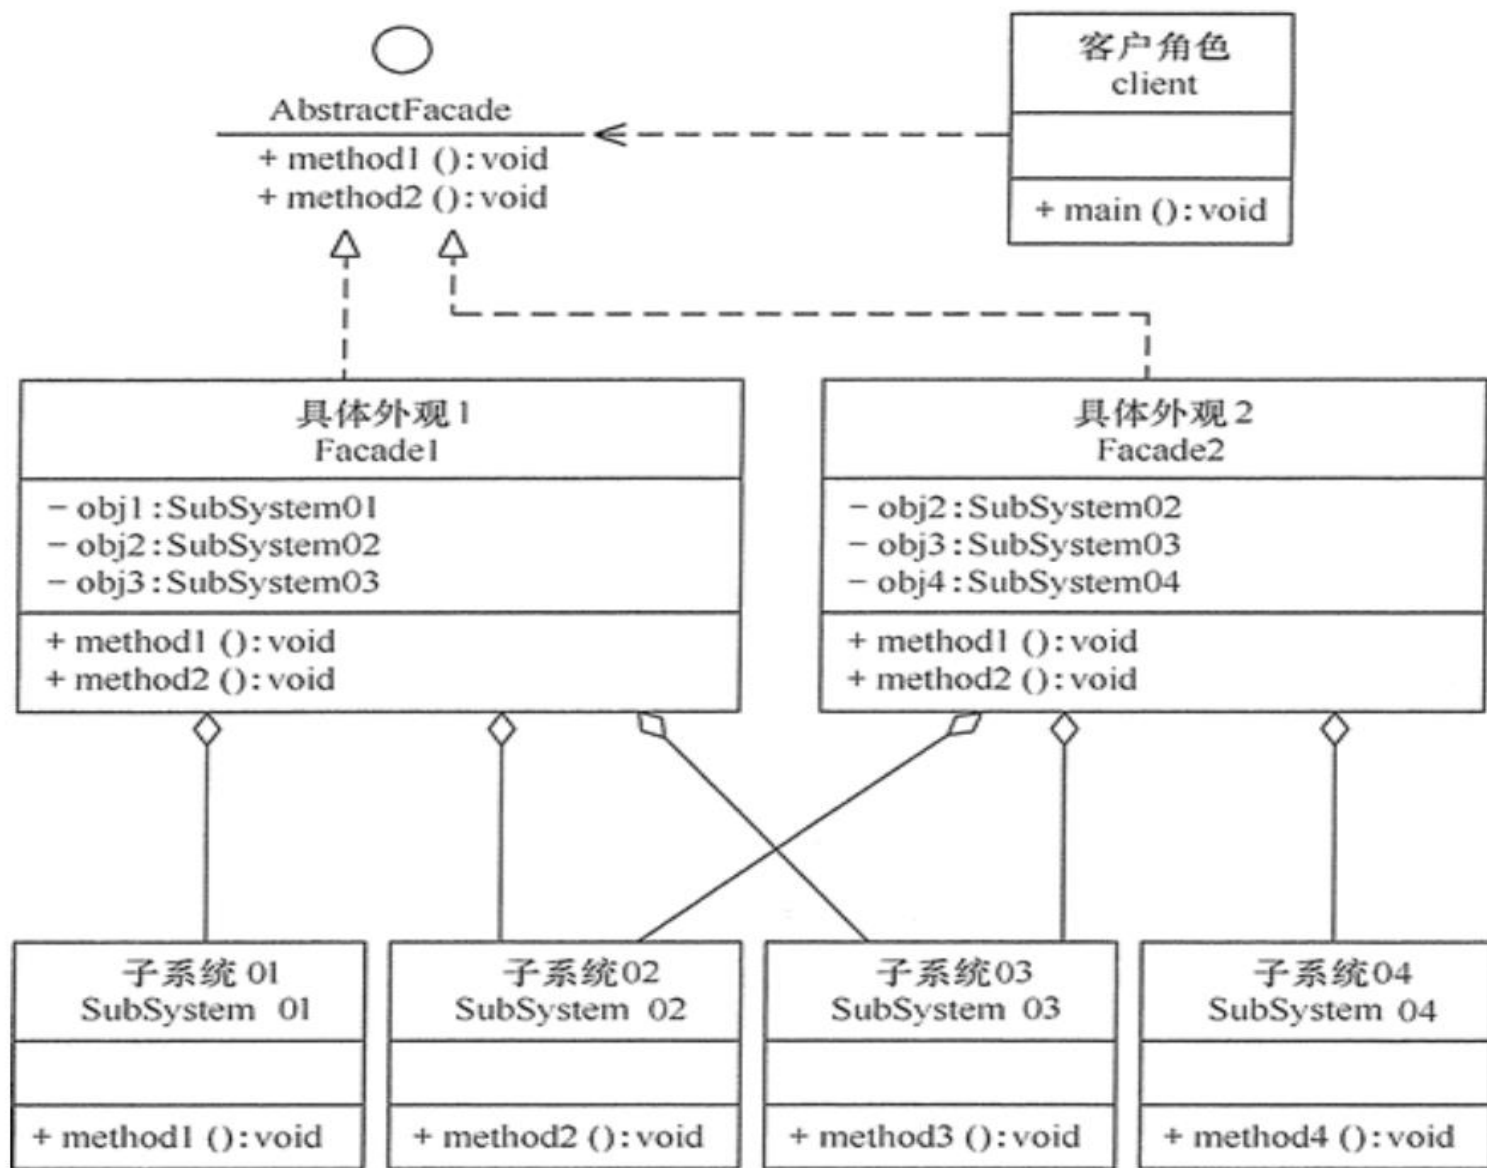 AbstractFacade
+ method1 ():void
+ method2 ():void
客户角色
client
+ main ():void
具体外观1
Facade1
- obj1:SubSystem01
- obj2:SubSystem02
- obj3:SubSystem03
+ method1 ():void
+ method2 ():void
具体外观2
Facade2
- obj2:SubSystem02
- obj3:SubSystem03
- obj4:SubSystem04
+ method1 ():void
+ method2 ():void
子系统01
SubSystem 01
+ method1 ():void
子系统02
SubSystem 02
+ method2 ():void
子系统03
SubSystem 03
+ method3 ():void
子系统04
SubSystem 04
+ method4 ():void